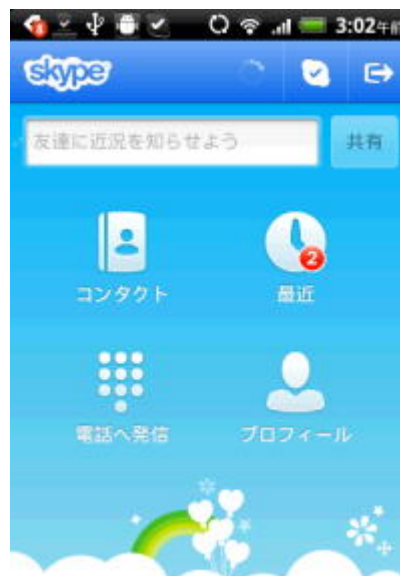 3:02午前
skype
友達に近況を知らせよう
共有
コンタクト
2
最近
電話へ発信
プロフィール